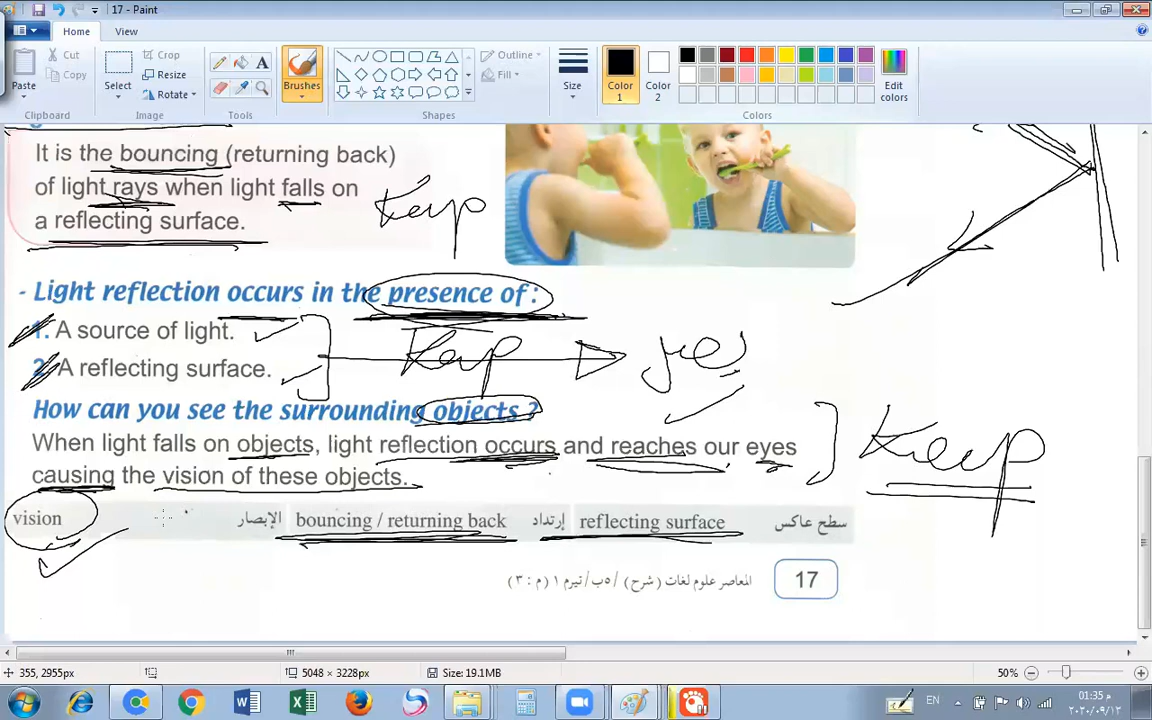 17 - Paint
Home View
Paste
Cut
Copy
Clipboard
Select
Crop
Resize
Rotate
Image
Tools
Brushes
Shapes
Outline
Fill
Size
Color 1
Color 2
Edit colors
Colors
It is the bouncing (returning back)
of light rays when light falls on
a reflecting surface.
Keep
- Light reflection occurs in the presence of :
1. A source of light.
2. A reflecting surface.
Keep
yes
How can you see the surrounding objects ?
When light falls on objects, light reflection occurs and reaches our eyes
causing the vision of these objects.
Keep
vision الإبصار bouncing / returning back إرتداد reflecting surface سطح عاكس
المعاصر علوم لغات (شرح) / ٥ب / تيرم ١ (م : ٣) 17
355, 2955px 5048 × 3228px Size: 19.1MB 50%
EN 01:35 م
٢٠٢٠/٠٩/١٣